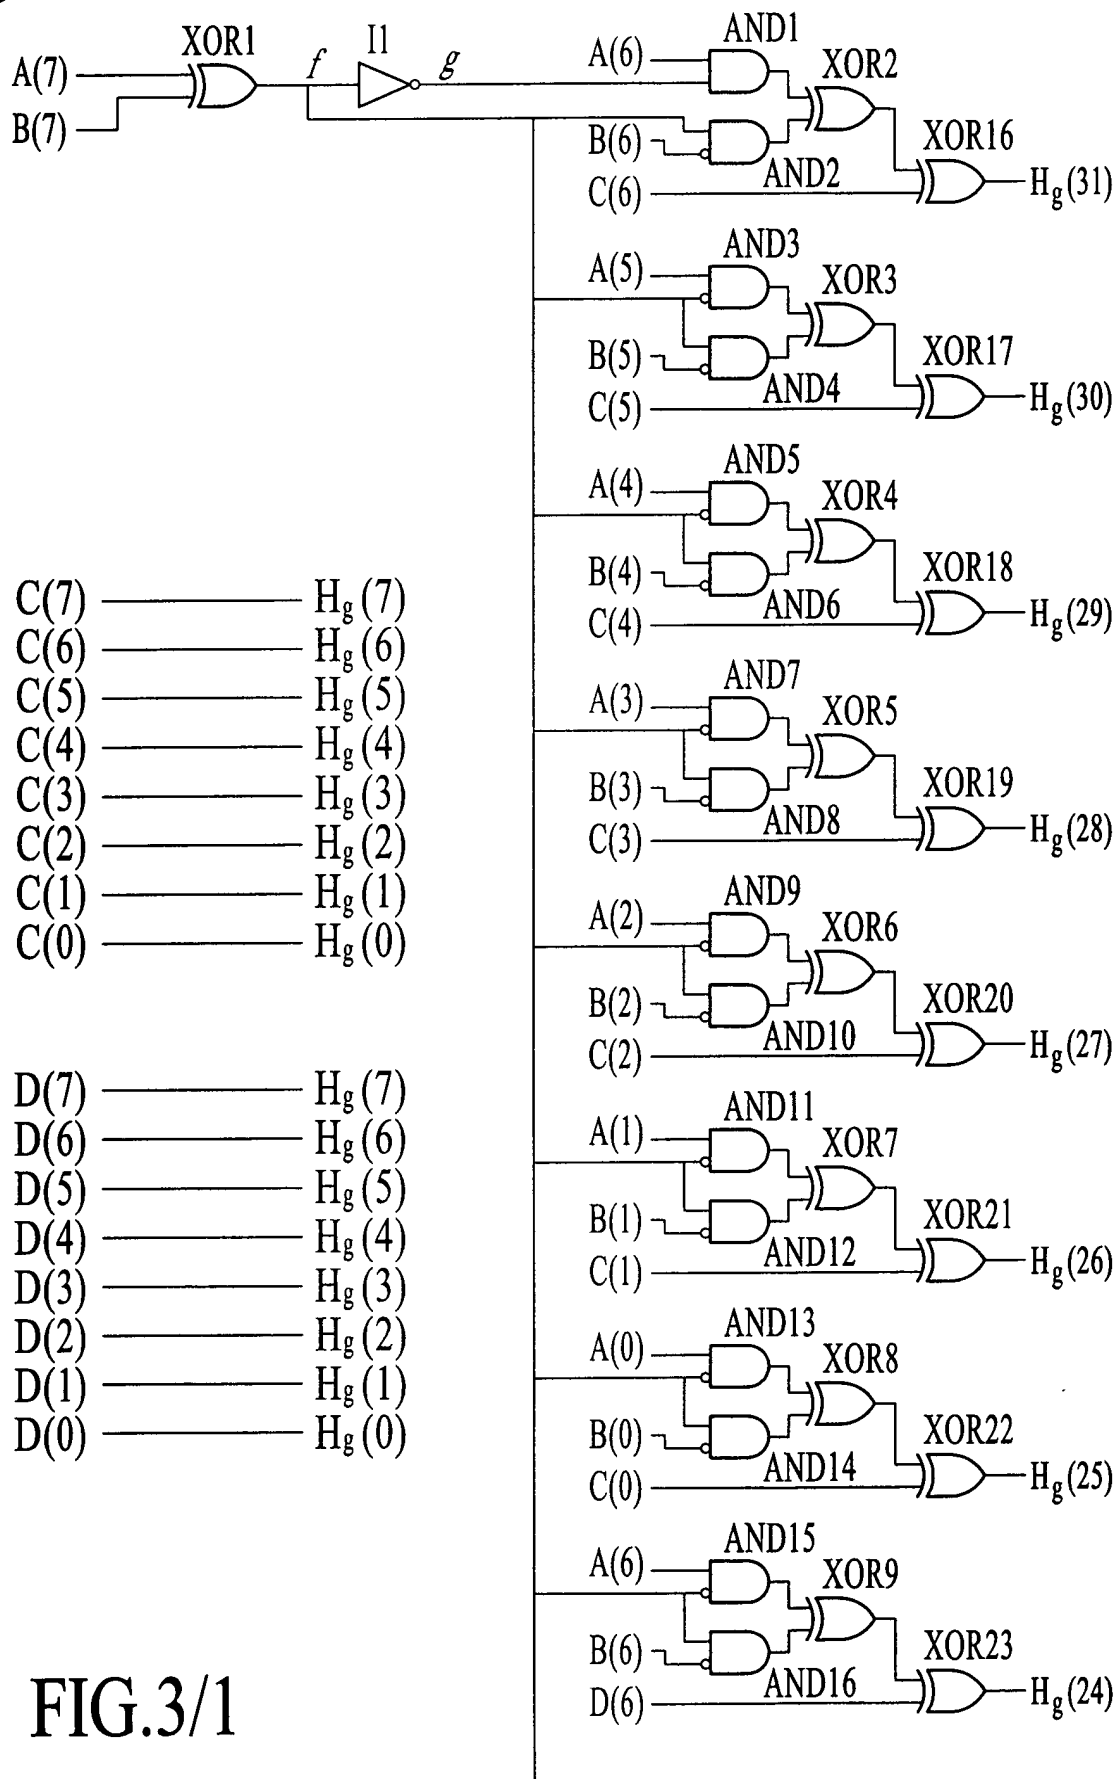 XOR1
I1
f
g
A(7)
B(7)
AND1
A(6)
XOR2
B(6)
AND2
XOR16
C(6)
Hg(31)
AND3
A(5)
XOR3
B(5)
AND4
XOR17
C(5)
Hg(30)
AND5
A(4)
XOR4
B(4)
AND6
XOR18
C(4)
Hg(29)
AND7
A(3)
XOR5
B(3)
AND8
XOR19
C(3)
Hg(28)
AND9
A(2)
XOR6
B(2)
AND10
XOR20
C(2)
Hg(27)
AND11
A(1)
XOR7
B(1)
AND12
XOR21
C(1)
Hg(26)
AND13
A(0)
XOR8
B(0)
AND14
XOR22
C(0)
Hg(25)
AND15
A(6)
XOR9
B(6)
AND16
XOR23
D(6)
Hg(24)
C(7) Hg(7)
C(6) Hg(6)
C(5) Hg(5)
C(4) Hg(4)
C(3) Hg(3)
C(2) Hg(2)
C(1) Hg(1)
C(0) Hg(0)
D(7) Hg(7)
D(6) Hg(6)
D(5) Hg(5)
D(4) Hg(4)
D(3) Hg(3)
D(2) Hg(2)
D(1) Hg(1)
D(0) Hg(0)
FIG.3/1